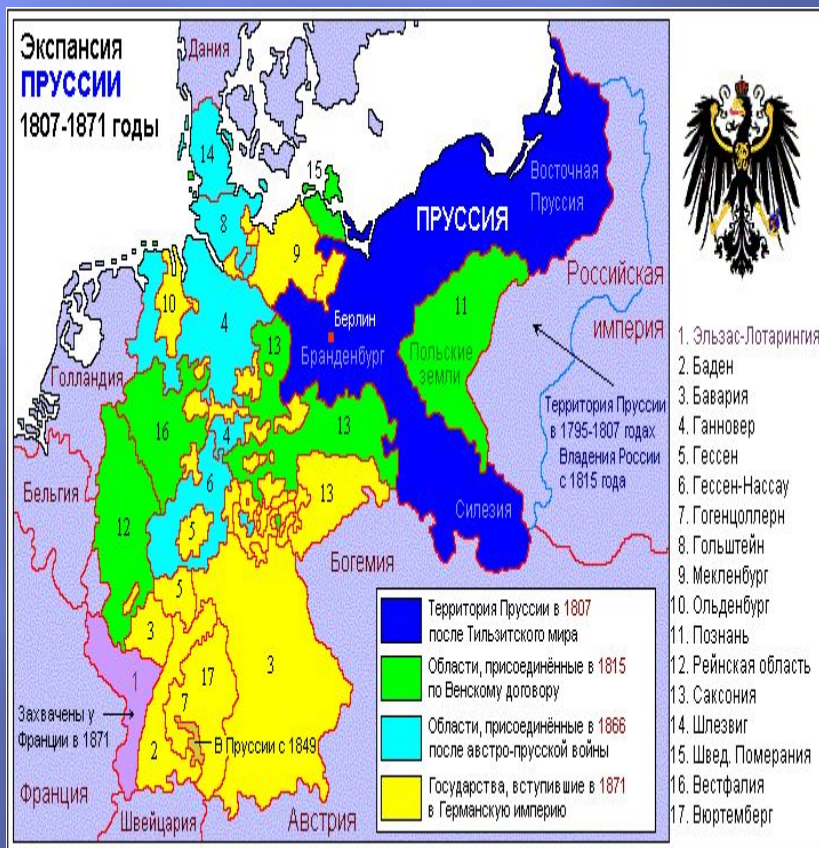 Экспансия
ПРУССИИ
1807-1871 годы
Дания
14
15
8
Восточная
Пруссия
ПРУССИЯ
9
Российская
империя
10
4
11
Берлин
Бранденбург
13
Польские
земли
Голландия
16
4
13
Территория Пруссии
в 1795-1807 годах
Владения России
с 1815 года
Бельгия
6
13
Силезия
12
5
Богемия
5
3
3
1
17
7
Захвачены у
Франции в 1871
2
В Пруссии с 1849
Франция
Швейцария
Австрия
Территория Пруссии в 1807
после Тильзитского мира
Области, присоединённые в 1815
по Венскому договору
Области, присоединённые в 1866
после австро-прусской войны
Государства, вступившие в 1871
в Германскую империю
1. Эльзас-Лотарингия
2. Баден
3. Бавария
4. Ганновер
5. Гессен
6. Гессен-Нассау
7. Гогенцоллерн
8. Гольштейн
9. Мекленбург
10. Ольденбург
11. Познань
12. Рейнская область
13. Саксония
14. Шлезвиг
15. Швед. Померания
16. Вестфалия
17. Вюртемберг